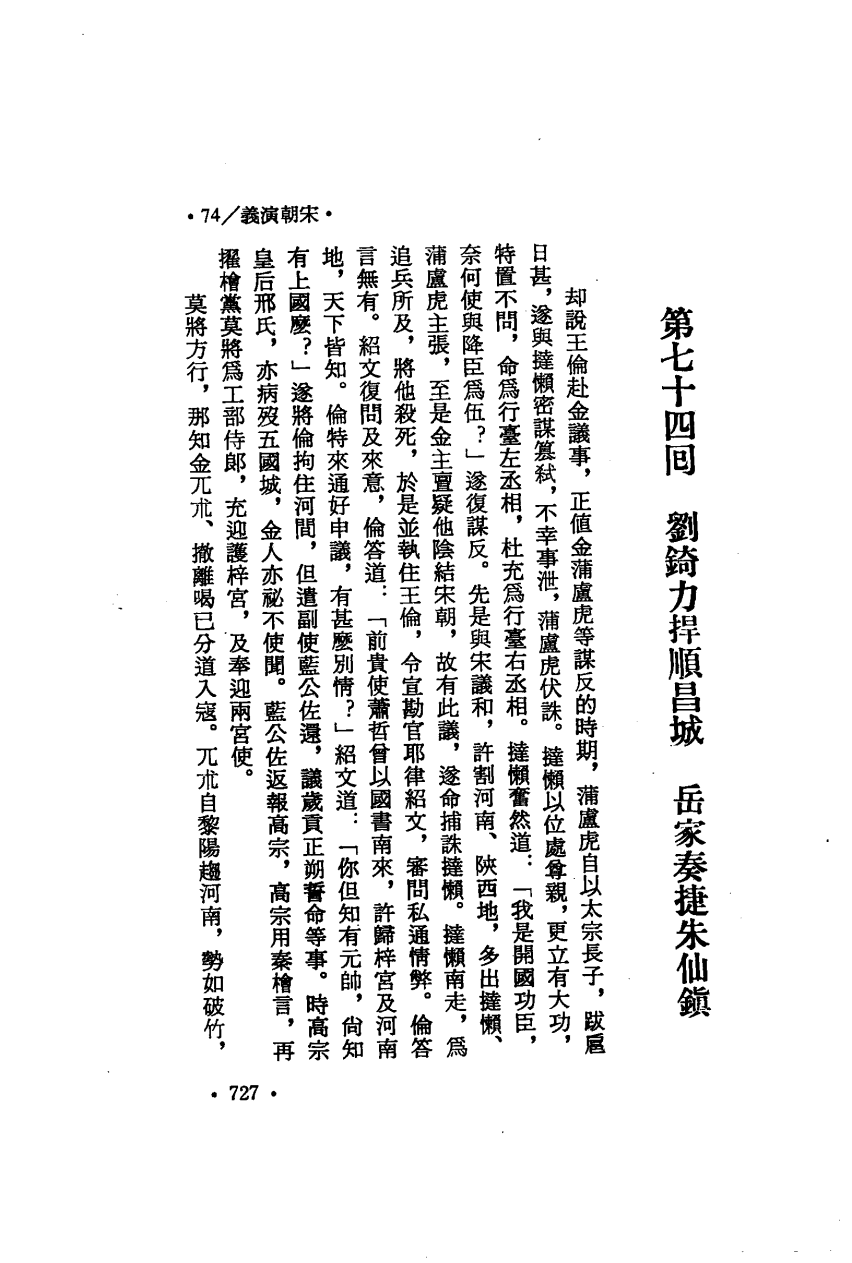 ·宋朝演義/74·
第七十四回　劉錡力捍順昌城　岳家奏捷朱仙鎮
却說王倫赴金議事，正值金蒲盧虎等謀反的時期，蒲盧虎自以太宗長子，跋扈
日甚，遂與撻懶密謀篡弒，不幸事泄，蒲盧虎伏誅。撻懶以位處尊親，更立有大功，
特置不問，命爲行臺左丞相，杜充爲行臺右丞相。撻懶奮然道：「我是開國功臣，
奈何使與降臣爲伍？」遂復謀反。先是與宋議和，許割河南、陝西地，多出撻懶、
蒲盧虎主張，至是金主亶疑他陰結宋朝，故有此議，遂命捕誅撻懶。撻懶南走，爲
追兵所及，將他殺死，於是並執住王倫，令宣勘官耶律紹文，審問私通情弊。倫答
言無有。紹文復問及來意，倫答道：「前貴使蕭哲曾以國書南來，許歸梓宮及河南
地，天下皆知。倫特來通好申議，有甚麽別情？」紹文道：「你但知有元帥，尙知
有上國麽？」遂將倫拘住河間，但遣副使藍公佐還，議歲貢正朔誓命等事。時高宗
皇后邢氏，亦病歿五國城，金人亦祕不使聞。藍公佐返報高宗，高宗用秦檜言，再
擢檜黨莫將爲工部侍郎，充迎護梓宮，及奉迎兩宮使。
莫將方行，那知金兀朮、撒離喝已分道入寇。兀朮自黎陽趨河南，勢如破竹，
·727·